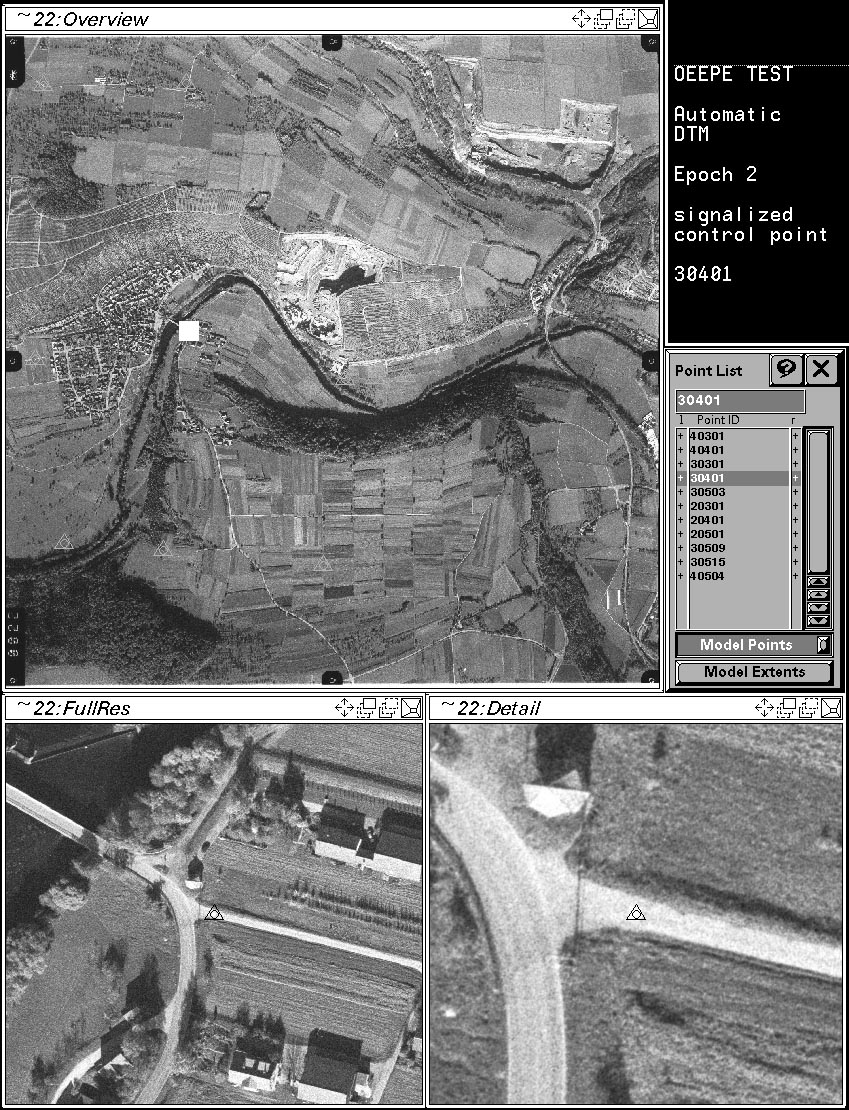 ~22:Overview
OEEPE TEST
Automatic
DTM
Epoch 2
signalized
control point
30401
Point List
30401
l Point ID r
+ 40301 +
+ 40401 +
+ 30301 +
+ 30401 +
+ 30503 +
+ 20301 +
+ 20401 +
+ 20501 +
+ 30509 +
+ 30515 +
+ 40504 +
Model Points
Model Extents
~22:FullRes
~22:Detail